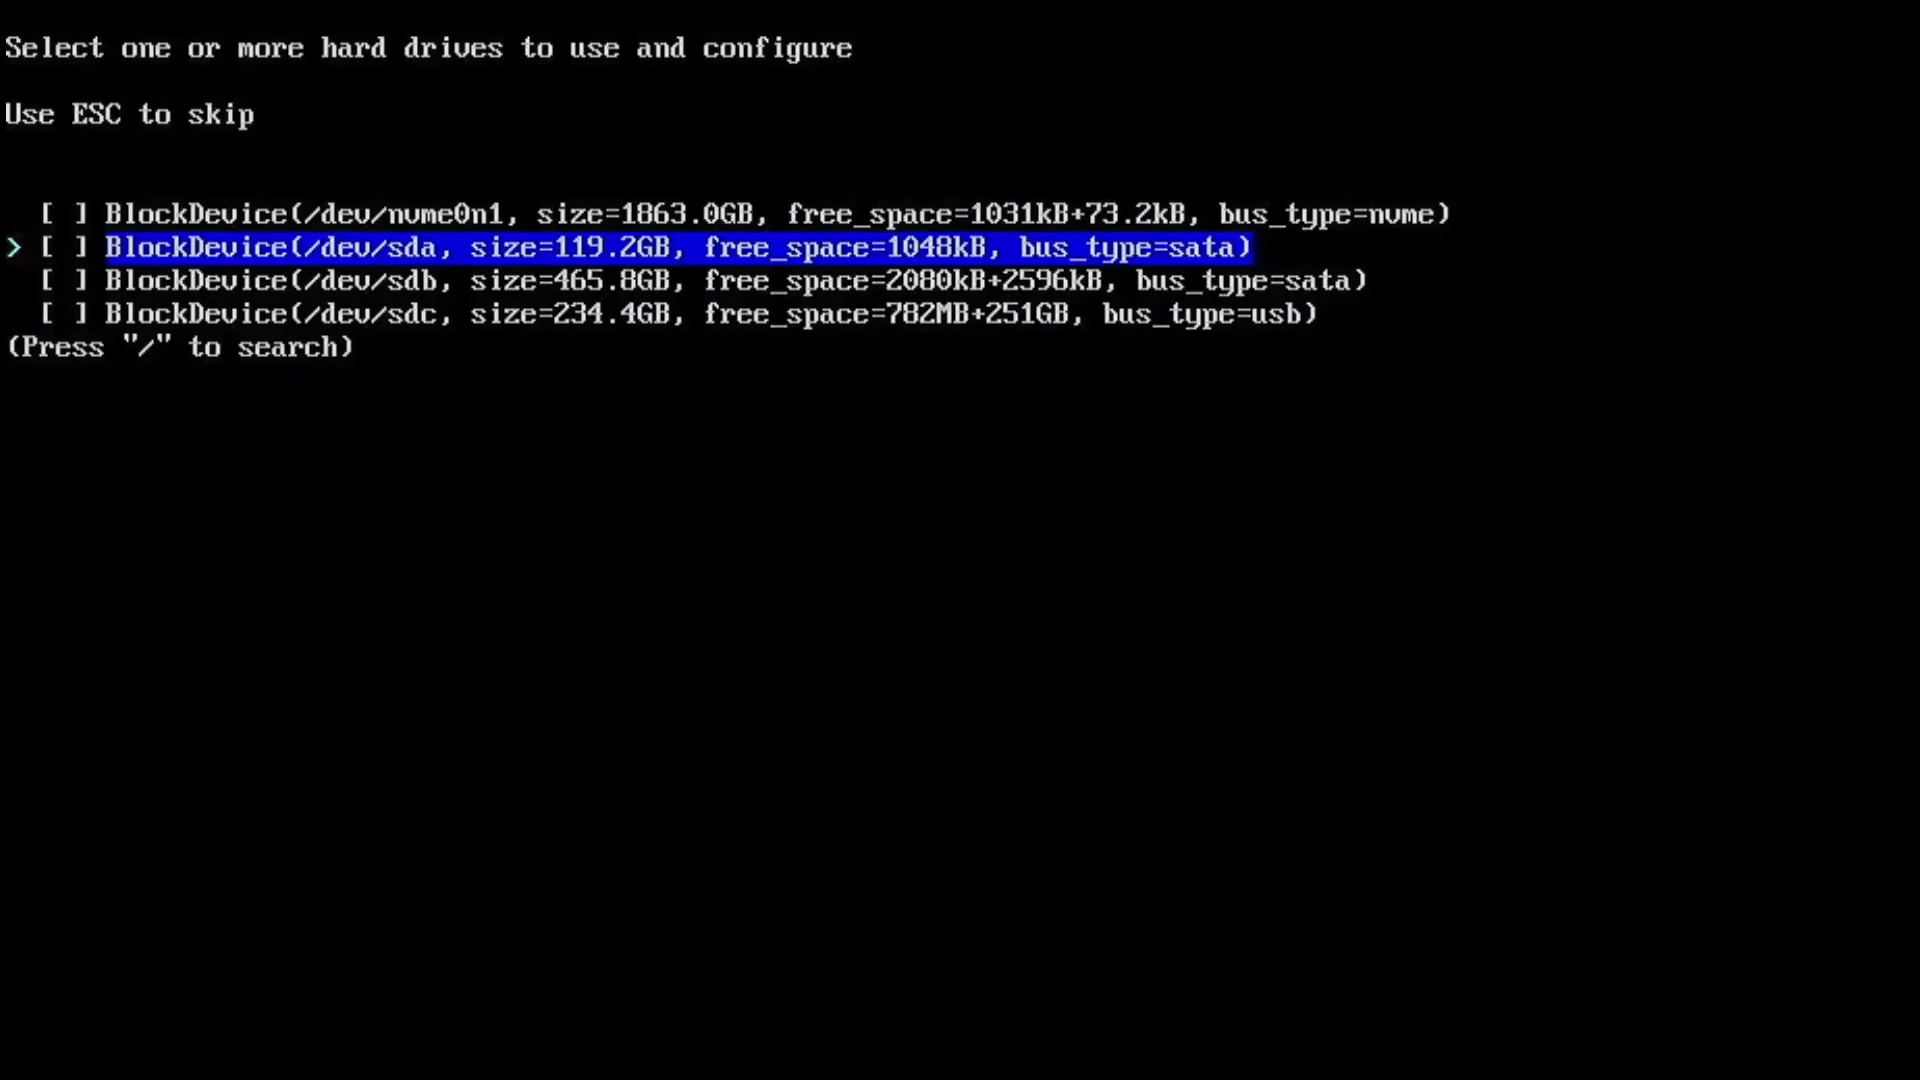 Select one or more hard drives to use and configure
Use ESC to skip
[ ] BlockDevice(/dev/nvme0n1, size=1863.0GB, free_space=1031kB+73.2kB, bus_type=nvme)
> [ ] BlockDevice(/dev/sda, size=119.2GB, free_space=1048kB, bus_type=sata)
[ ] BlockDevice(/dev/sdb, size=465.8GB, free_space=2080kB+2596kB, bus_type=sata)
[ ] BlockDevice(/dev/sdc, size=234.4GB, free_space=782MB+251GB, bus_type=usb)
(Press "/" to search)